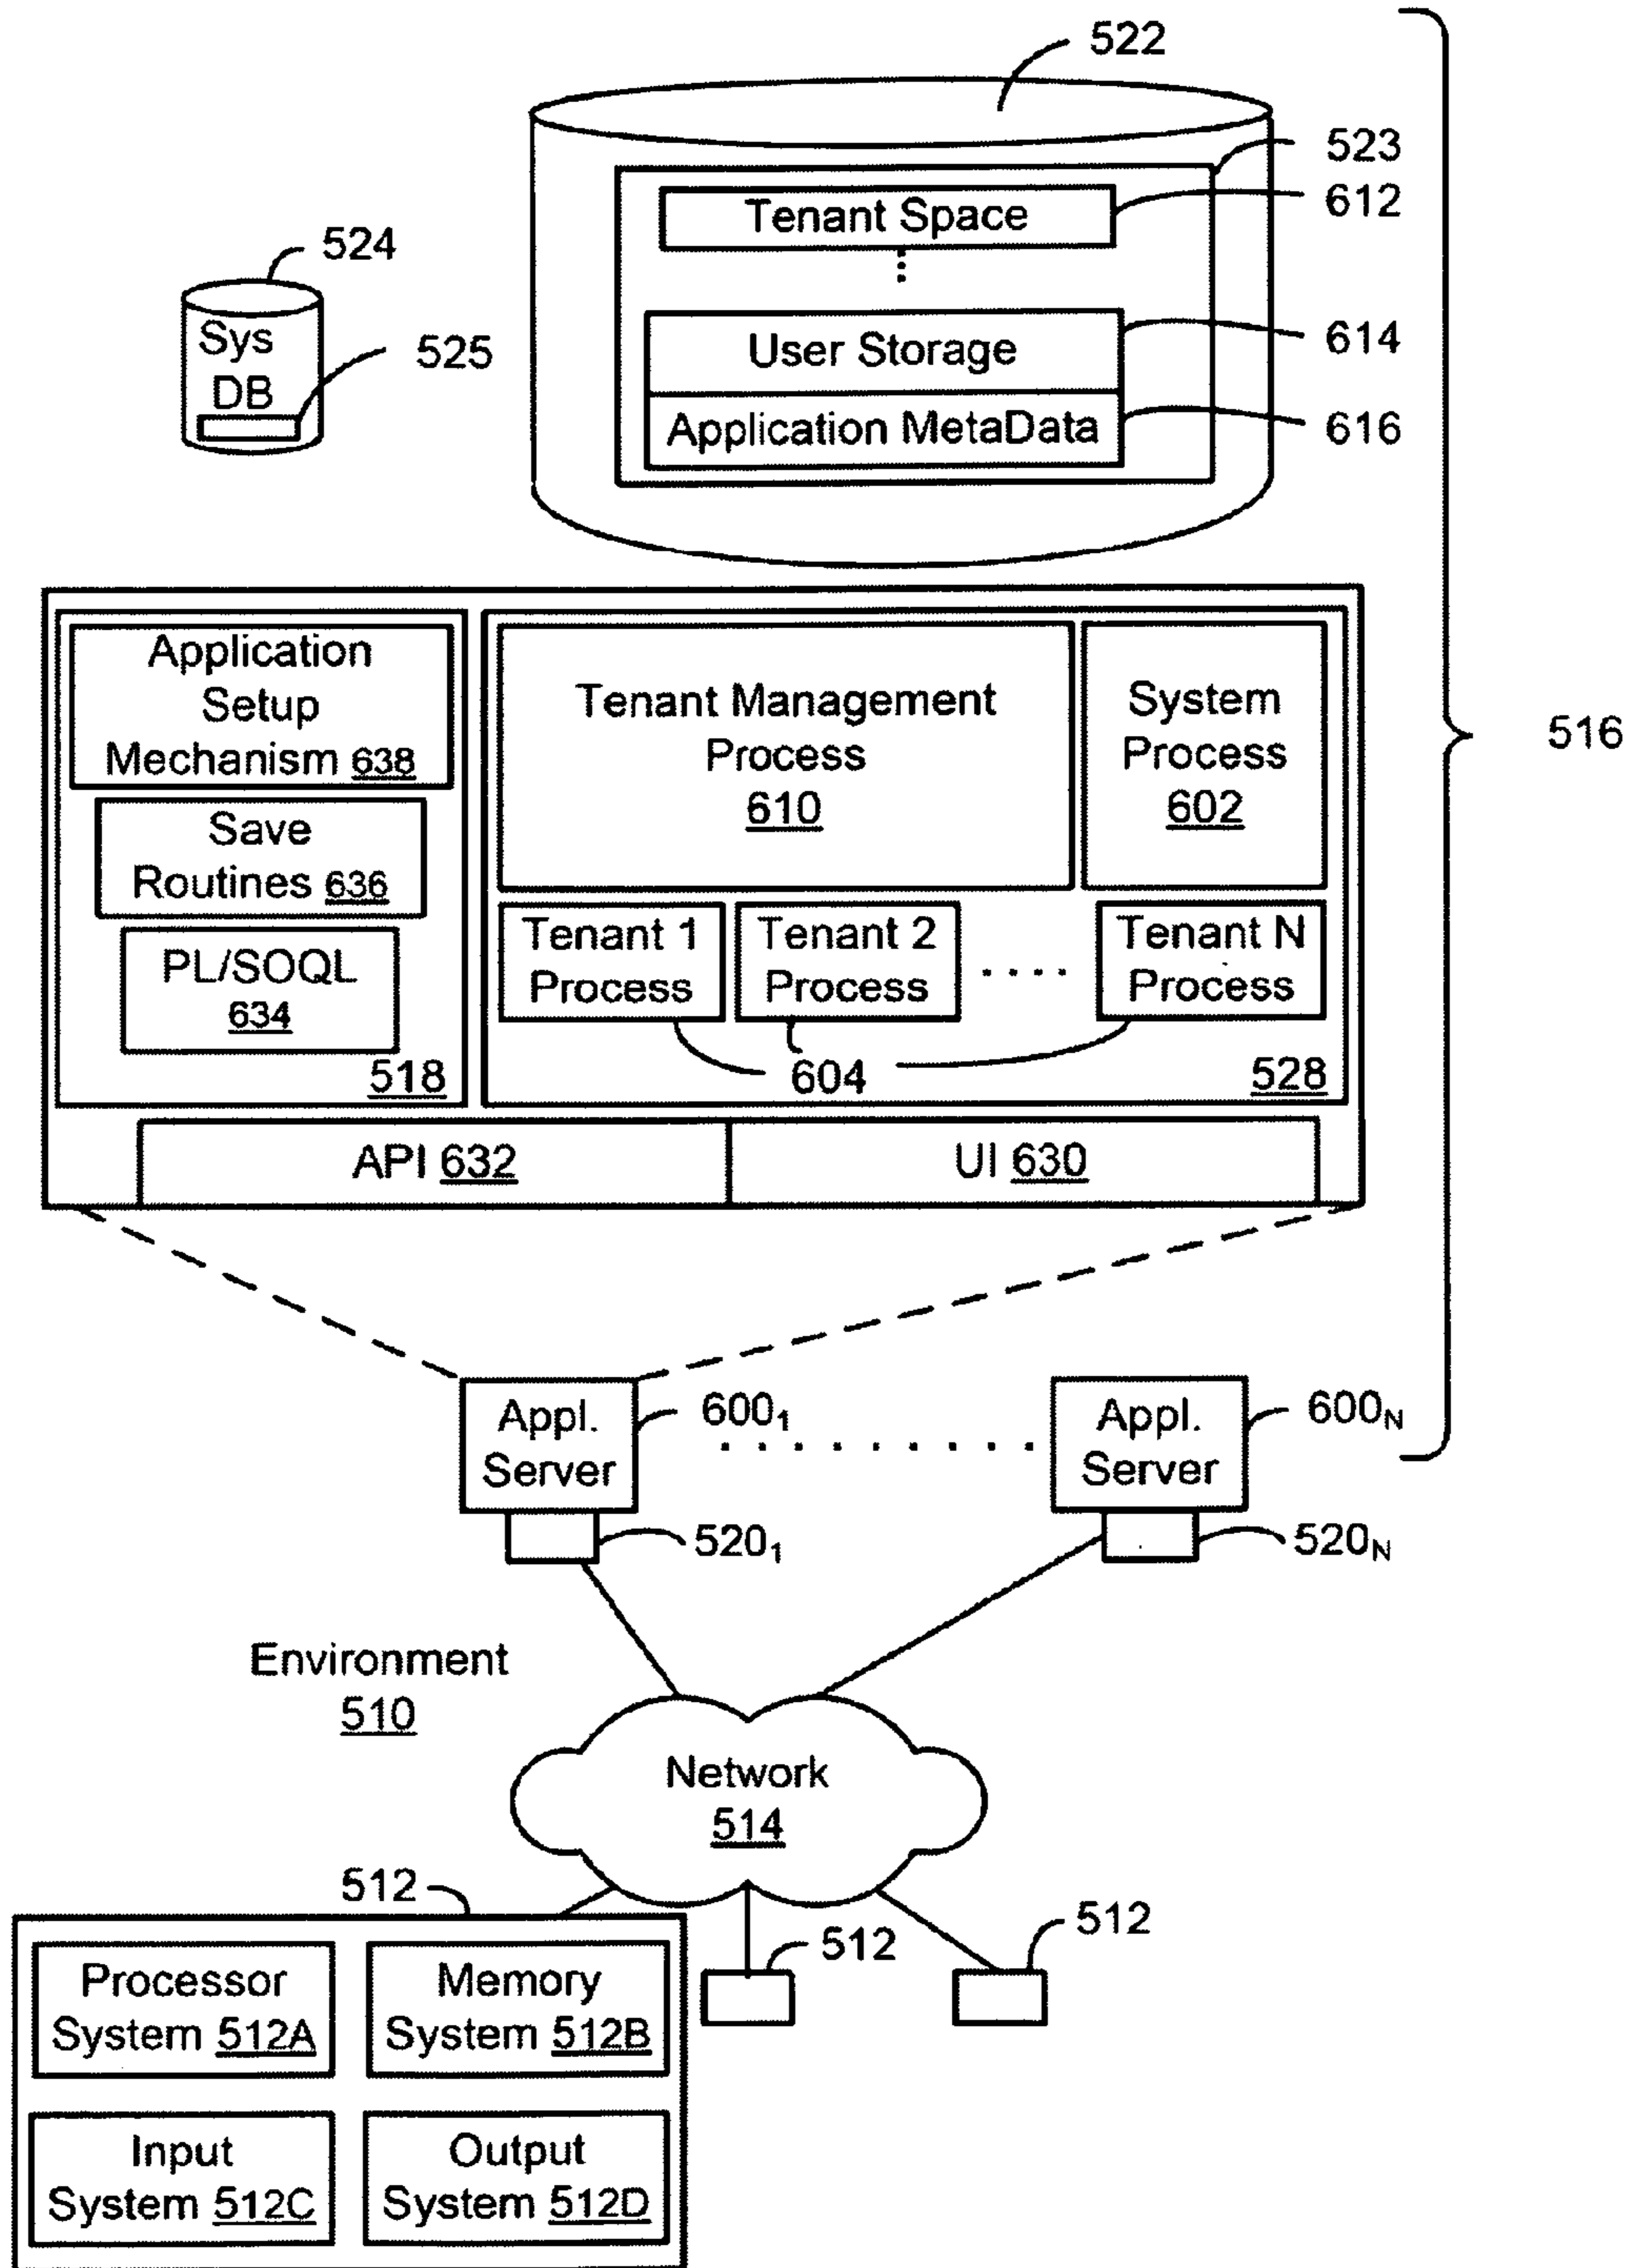 522
523
Tenant Space
612
524
Sys
DB
525
User Storage
614
Application MetaData
616
516
Application
Setup
Mechanism 638
Save
Routines 636
PL/SOQL
634
518
Tenant Management
Process
610
System
Process
602
Tenant 1
Process
Tenant 2
Process
Tenant N
Process
604
528
API 632
UI 630
Appl.
Server
600₁
Appl.
Server
600N
520₁
520N
Environment
510
Network
514
512
512
512
Processor
System 512A
Memory
System 512B
Input
System 512C
Output
System 512D